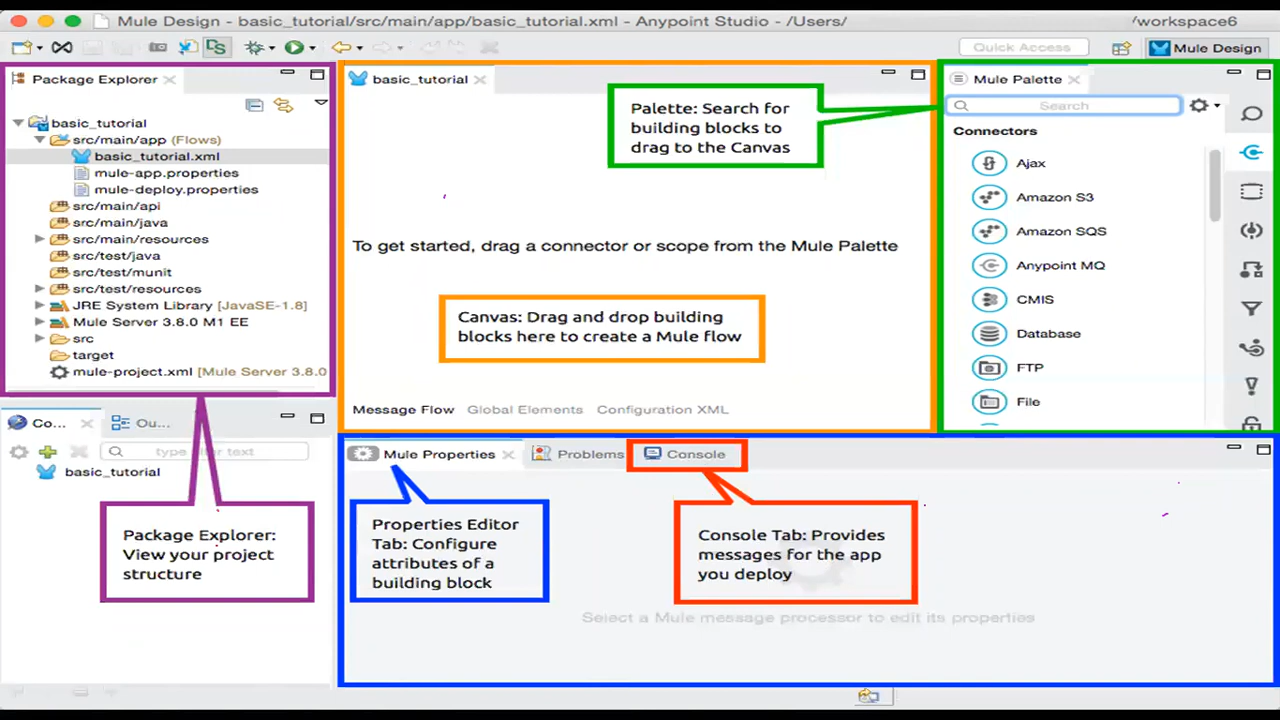 Mule Design - basic_tutorial/src/main/app/basic_tutorial.xml - Anypoint Studio - /Users/ /workspace6
Quick Access
Mule Design
Package Explorer
basic_tutorial
src/main/app (Flows)
basic_tutorial.xml
mule-app.properties
mule-deploy.properties
src/main/api
src/main/java
src/main/resources
src/test/java
src/test/munit
src/test/resources
JRE System Library [JavaSE-1.8]
Mule Server 3.8.0 M1 EE
src
target
mule-project.xml [Mule Server 3.8.0
basic_tutorial
Palette: Search for
building blocks to
drag to the Canvas
To get started, drag a connector or scope from the Mule Palette
Canvas: Drag and drop building
blocks here to create a Mule flow
Message Flow Global Elements Configuration XML
Mule Palette
Search
Connectors
Ajax
Amazon S3
Amazon SQS
Anypoint MQ
CMIS
Database
FTP
File
Co... Ou...
type filter text
basic_tutorial
Package Explorer:
View your project
structure
Mule Properties Problems Console
Properties Editor
Tab: Configure
attributes of a
building block
Console Tab: Provides
messages for the app
you deploy
Select a Mule message processor to edit its properties